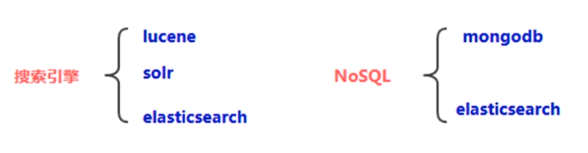 搜索引擎
lucene
solr
elasticsearch
NoSQL
mongodb
elasticsearch